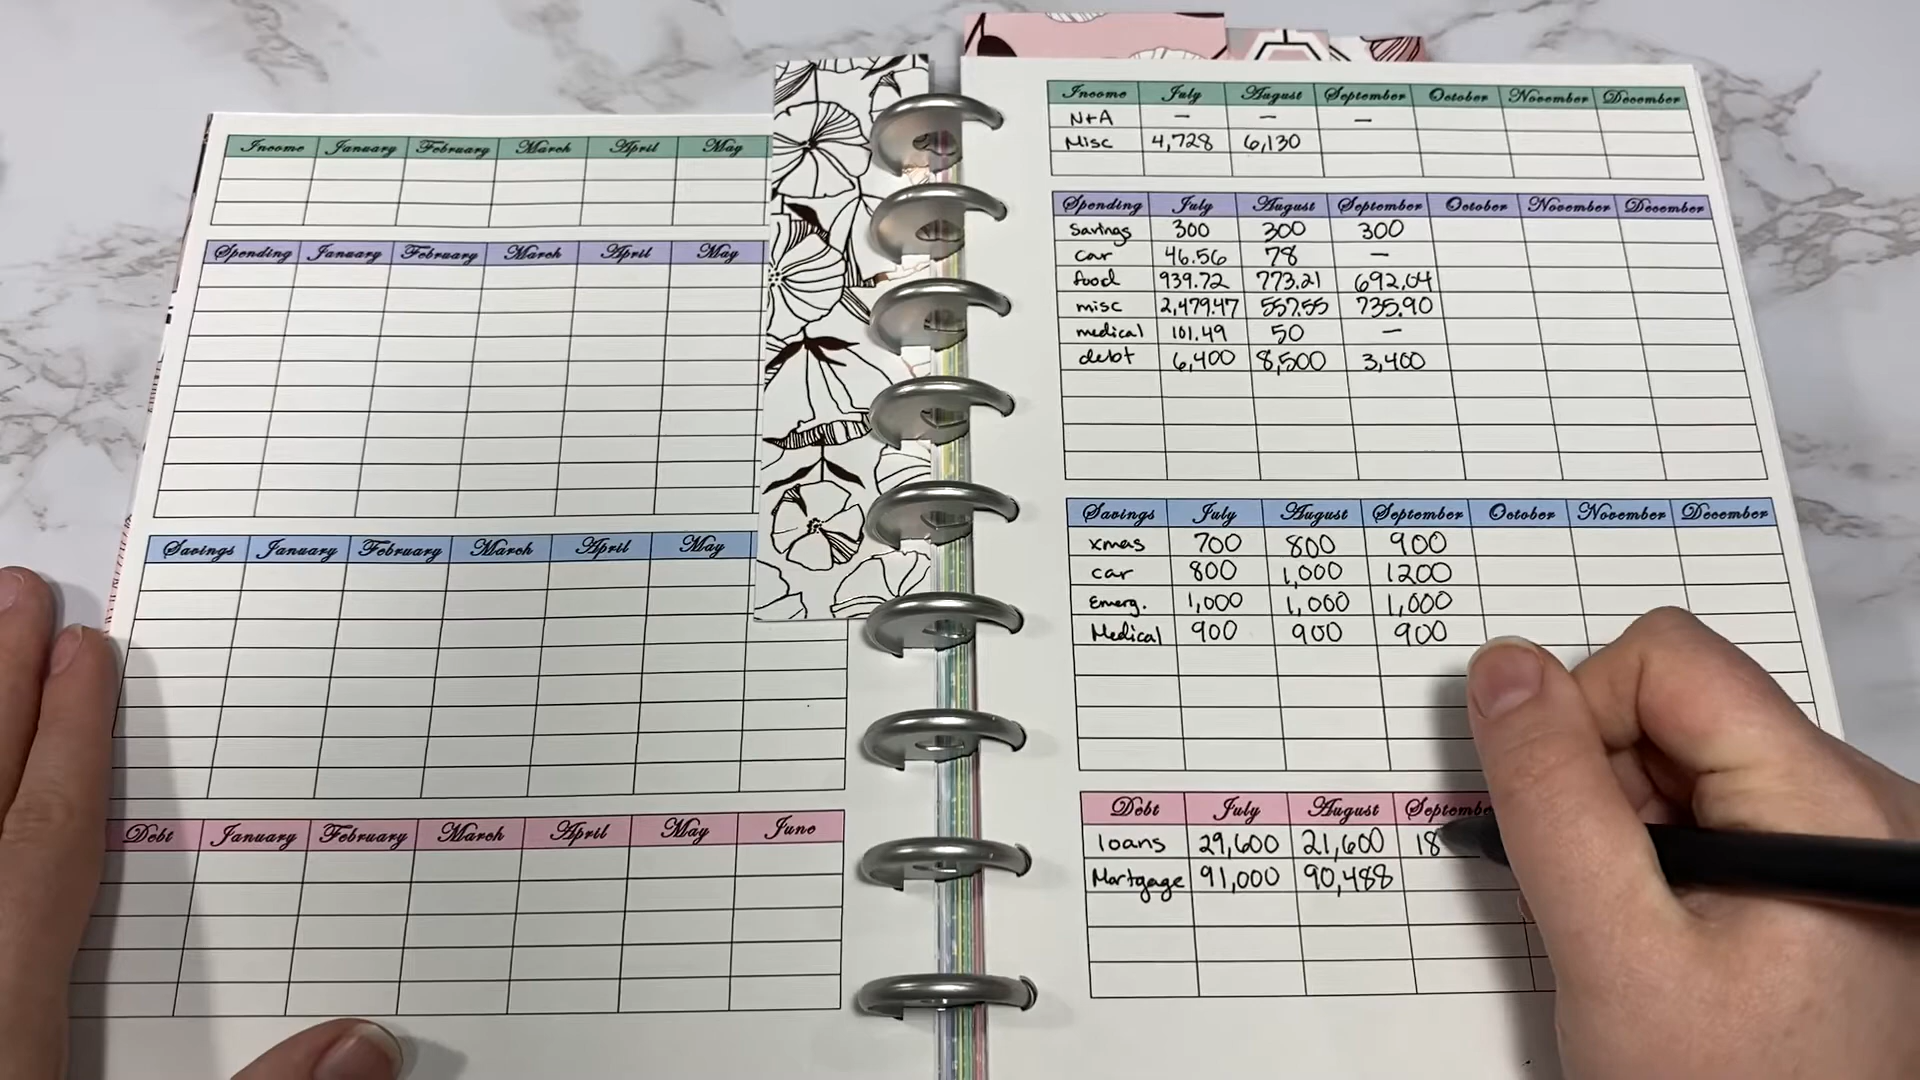 Income January February March April May
Spending January February March April May
Savings January February March April May
Debt January February March April May June
Income July August September October November December
N+A — — —
Misc 4,728 6,130
Spending July August September October November December
savings 300 300 300
car 46.56 78 —
food 939.72 773.21 692.04
misc 2,479.47 557.55 735.90
medical 101.49 50 —
debt 6,400 8,500 3,400
Savings July August September October November December
xmas 700 800 900
car 800 1,000 1200
Emerg. 1,000 1,000 1,000
Medical 900 900 900
Debt July August September
loans 29,600 21,600 18
Mortgage 91,000 90,488